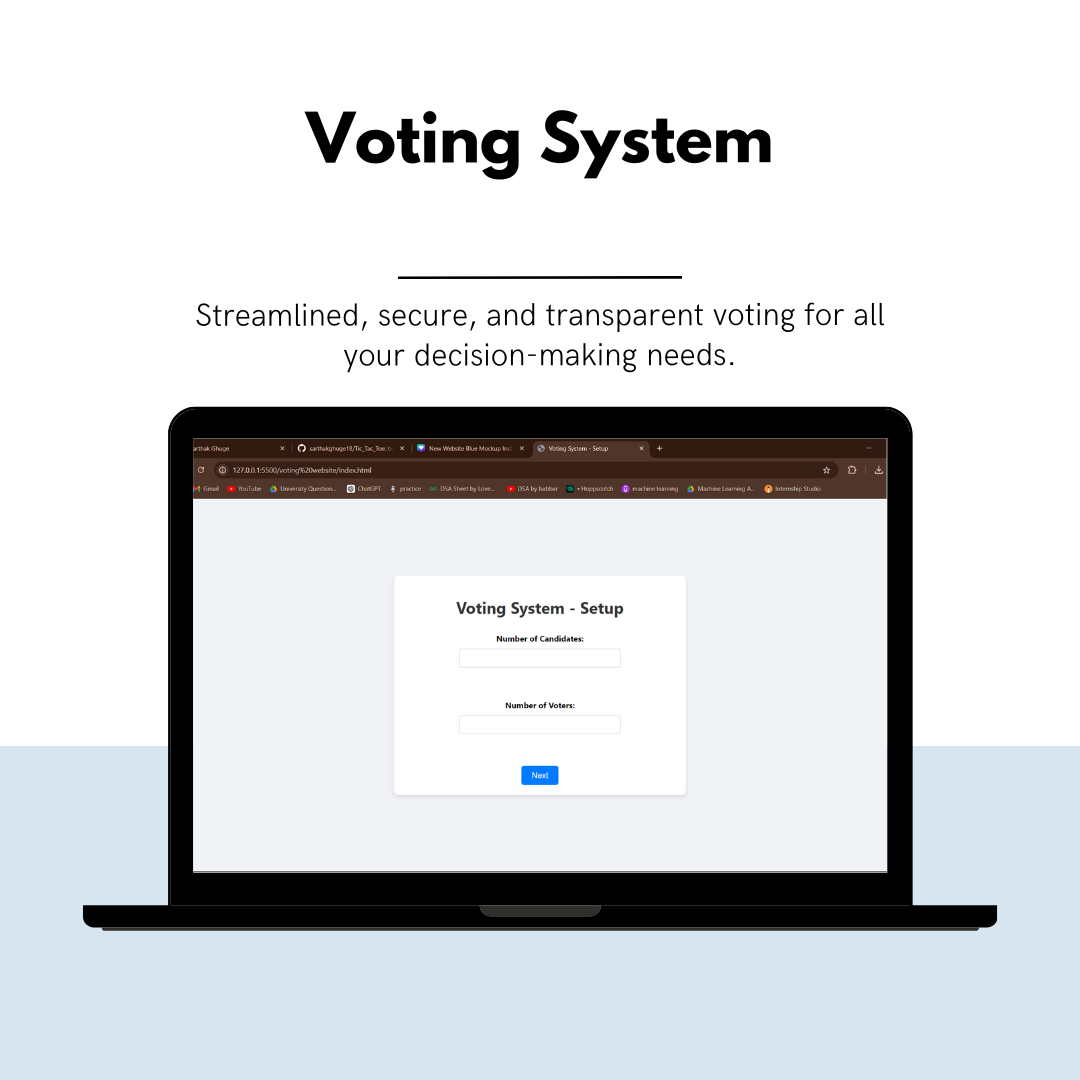 Voting System
Streamlined, secure, and transparent voting for all
your decision-making needs.
arthak Ghuge
sarthakghuge18/Tic_Tac_Toe: ti
New Website Blue Mockup Inst
Voting System - Setup
127.0.0.1:5500/voting%20website/index.html
Gmail YouTube University Question... ChatGPT practice DSA Sheet by Love... DSA by babbar • Hoppscotch machine learning Machine Learning A... Internship Studio
Voting System - Setup
Number of Candidates:
Number of Voters:
Next